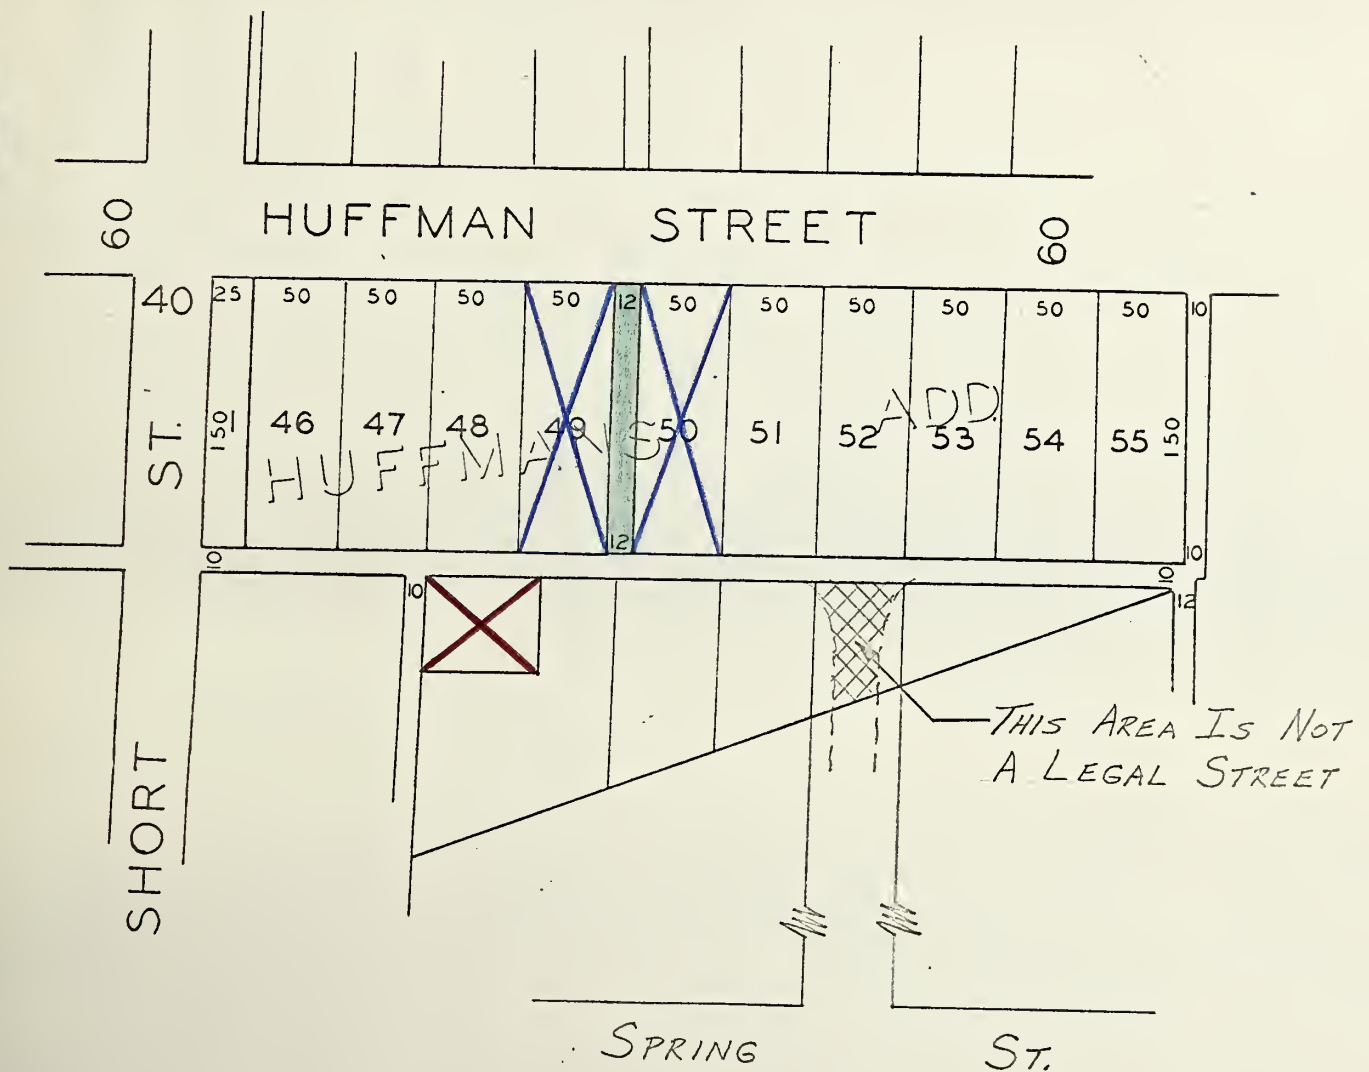 60
HUFFMAN STREET
60
40 25 50 50 50 50 12 50 50 50 50 50 50 10
ST. 150 46 47 48 49 50 51 52 53 54 55 150
HUFFMANS ADD.
12
10 10 10
10 12
THIS AREA IS NOT
A LEGAL STREET
SHORT
SPRING ST.